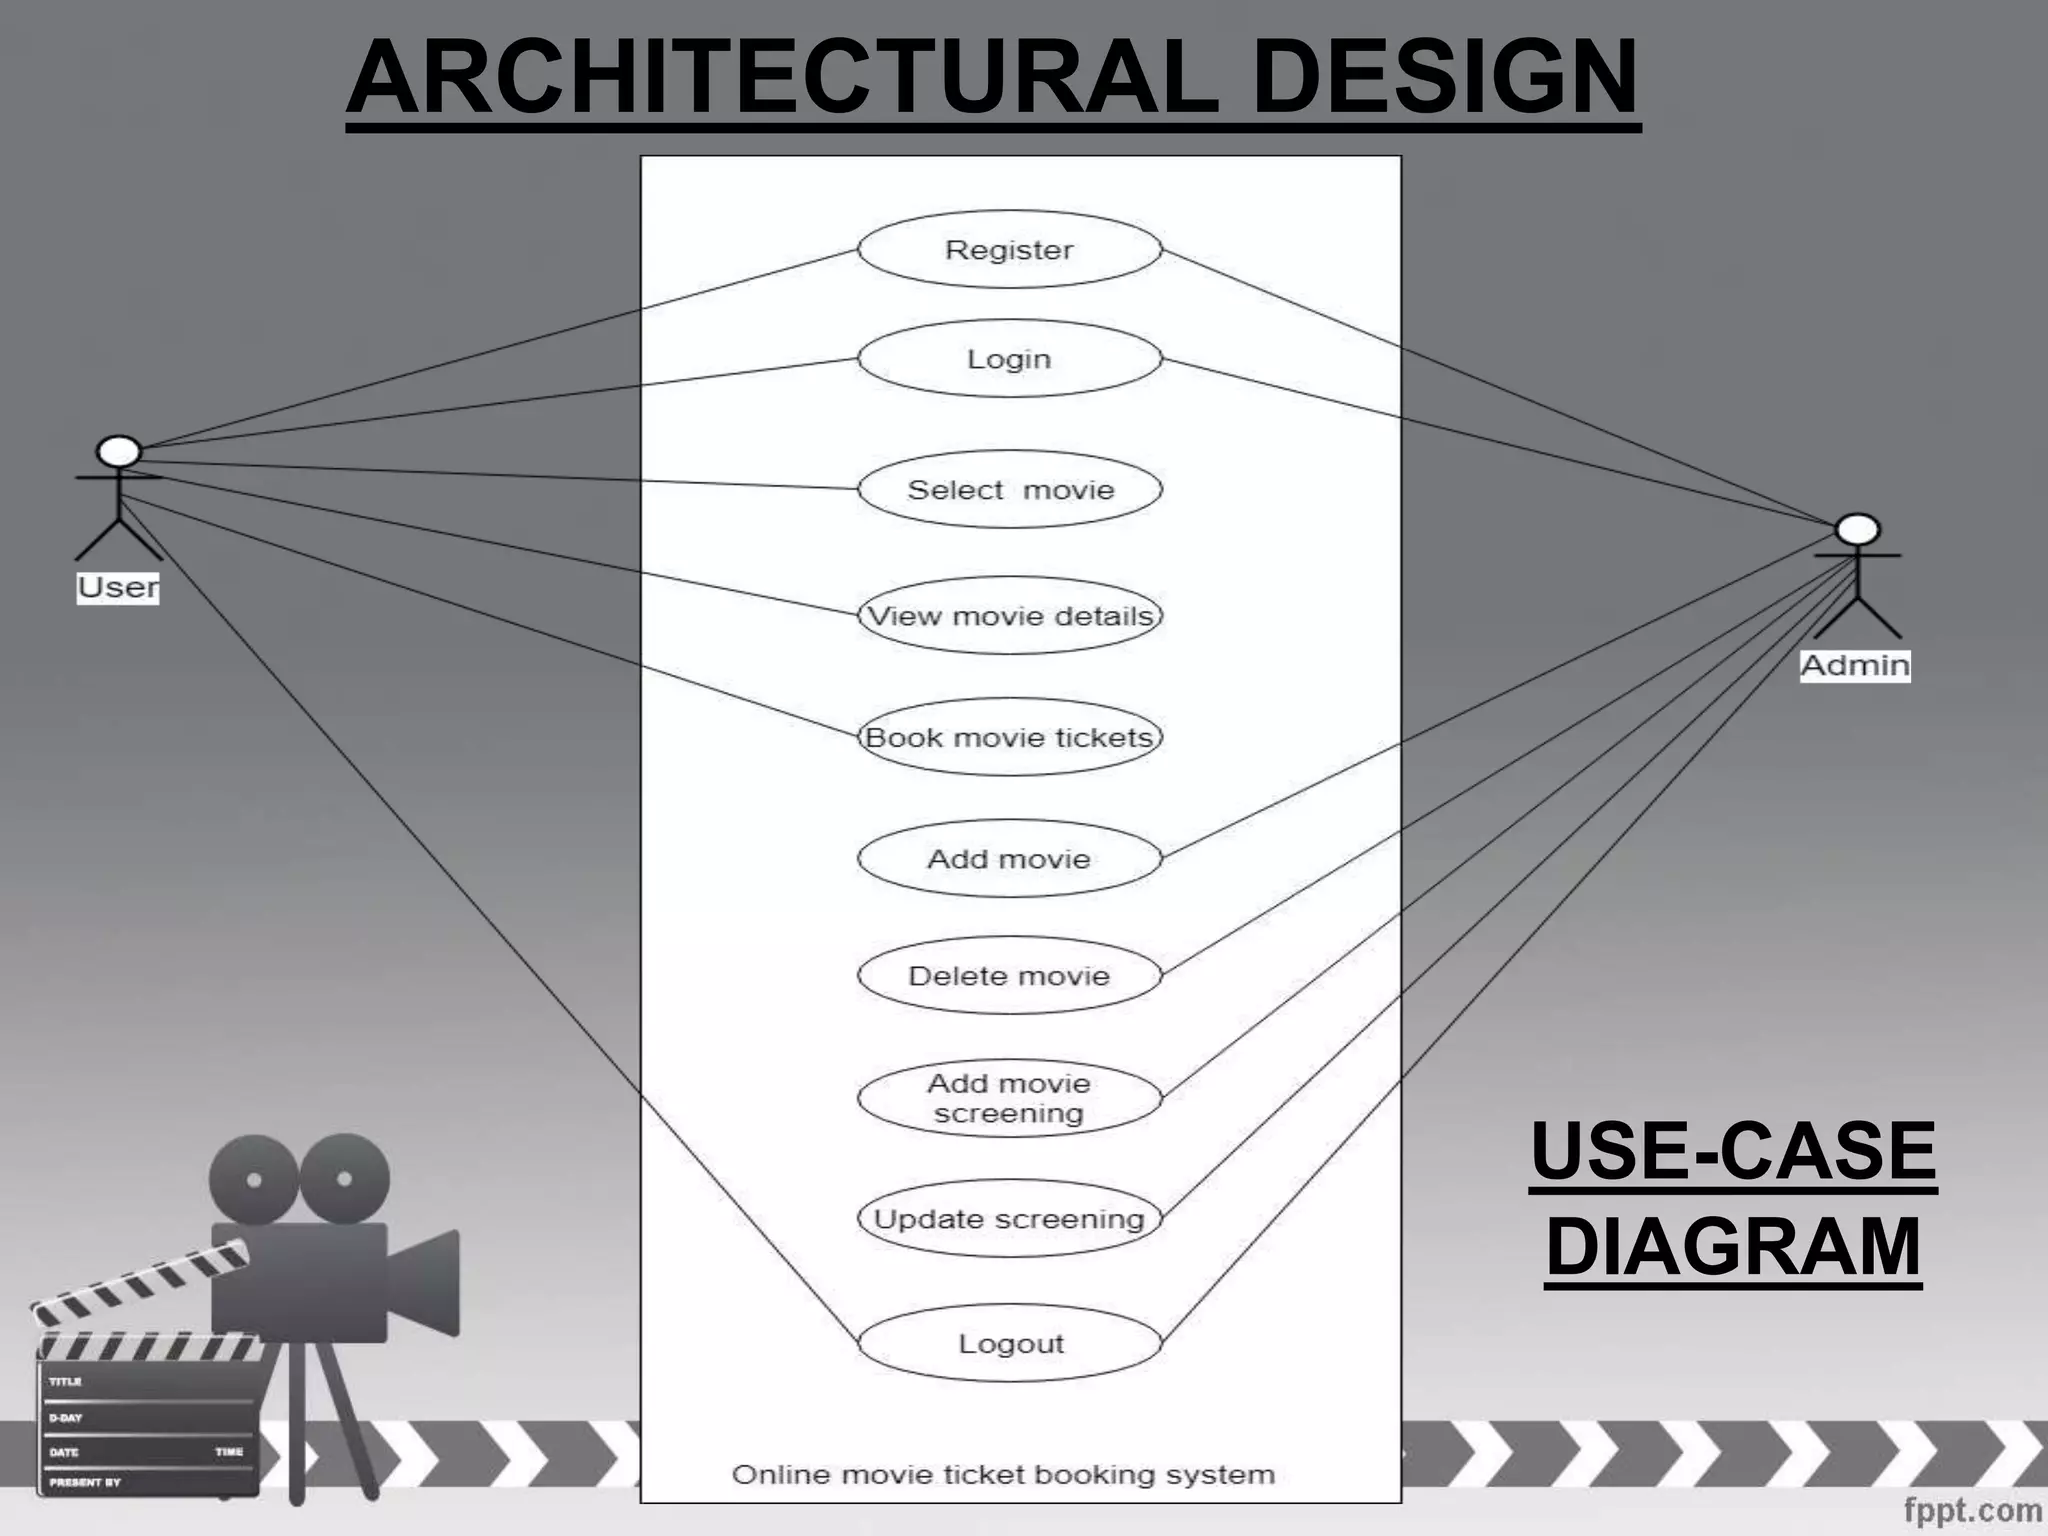 ARCHITECTURAL DESIGN
Register
Login
Select movie
View movie details
Book movie tickets
Add movie
Delete movie
Add movie
screening
Update screening
Logout
Online movie ticket booking system
User
Admin
USE-CASE
DIAGRAM
TITLE
D-DAY
DATE TIME
PRESENT BY
fppt.com